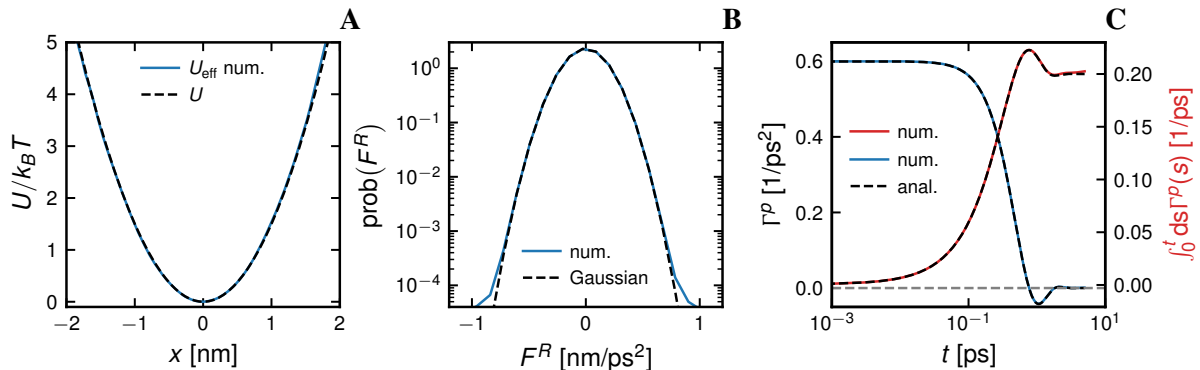 A
5
4
3
2
1
0
U/k_BT
U_eff num.
U
−2
−1
0
1
2
x [nm]
B
10^0
10^−1
10^−2
10^−3
10^−4
prob(F^R)
num.
Gaussian
−1
0
1
F^R [nm/ps^2]
C
0.6
0.4
0.2
0.0
Γ^p [1/ps^2]
num.
num.
anal.
0.20
0.15
0.10
0.05
0.00
∫_0^t dsΓ^p(s) [1/ps]
10^−3
10^−1
10^1
t [ps]